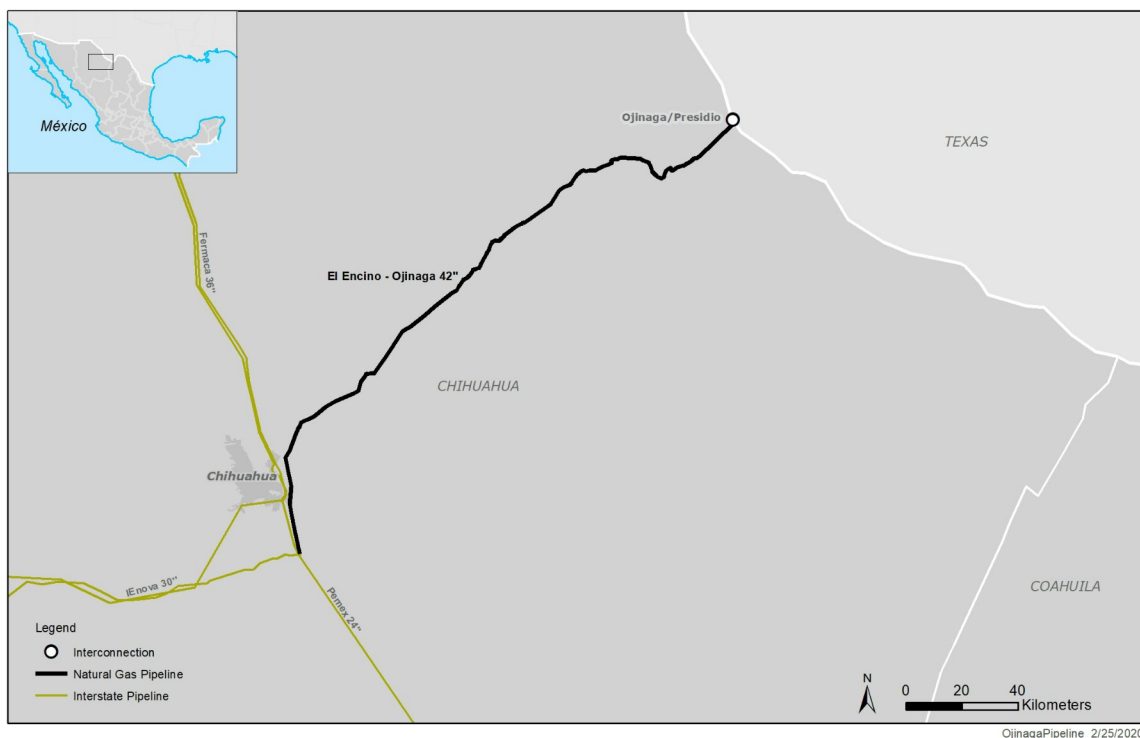 México
Ojinaga/Presidio
TEXAS
Fermaca 36"
El Encino - Ojinaga 42"
CHIHUAHUA
Chihuahua
IEnova 30"
Pemex 24"
COAHUILA
Legend
Interconnection
Natural Gas Pipeline
Interstate Pipeline
N
0 20 40
Kilometers
OjinagaPipeline 2/25/2020